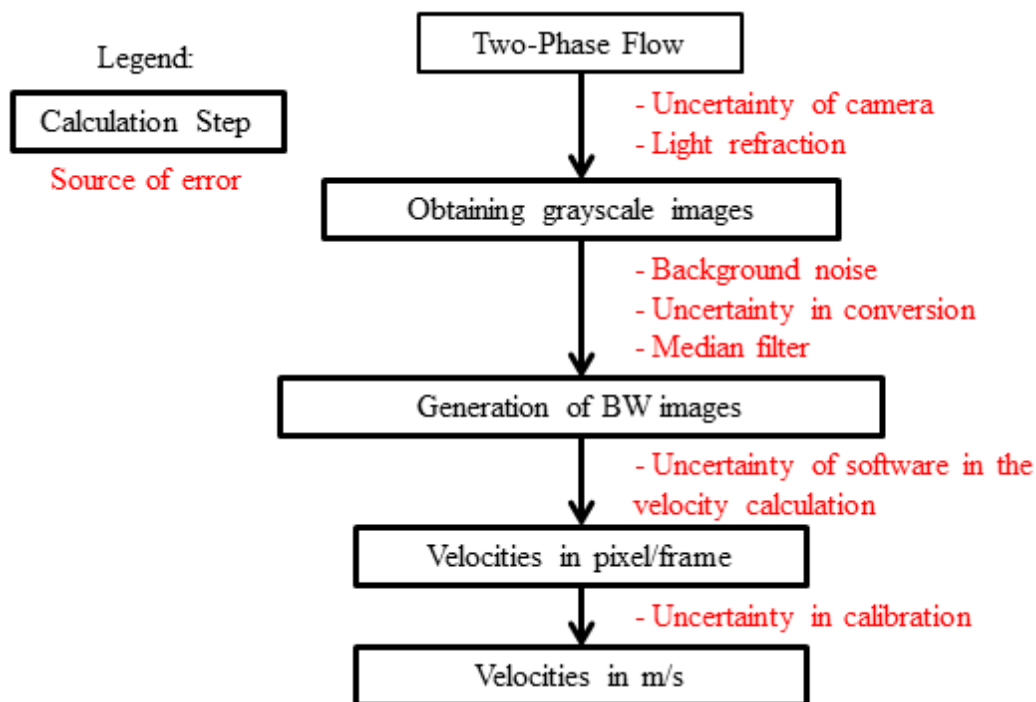 Legend:
Calculation Step
Source of error
Two-Phase Flow
- Uncertainty of camera
- Light refraction
Obtaining grayscale images
- Background noise
- Uncertainty in conversion
- Median filter
Generation of BW images
- Uncertainty of software in the
velocity calculation
Velocities in pixel/frame
- Uncertainty in calibration
Velocities in m/s